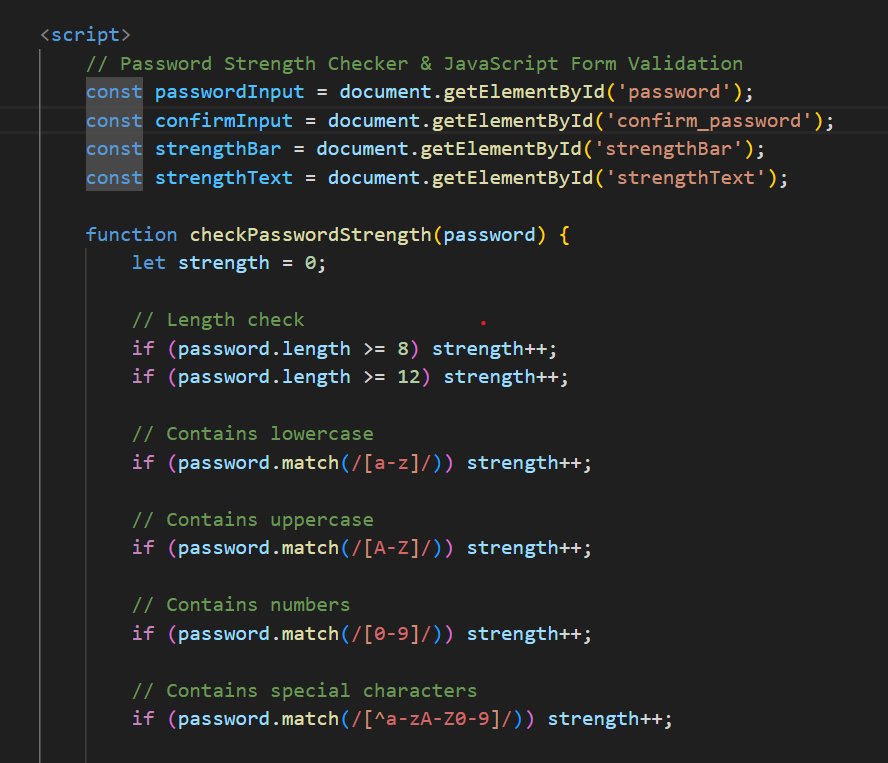 <script>
// Password Strength Checker & JavaScript Form Validation
const passwordInput = document.getElementById('password');
const confirmInput = document.getElementById('confirm_password');
const strengthBar = document.getElementById('strengthBar');
const strengthText = document.getElementById('strengthText');
function checkPasswordStrength(password) {
let strength = 0;
// Length check
if (password.length >= 8) strength++;
if (password.length >= 12) strength++;
// Contains lowercase
if (password.match(/[a-z]/)) strength++;
// Contains uppercase
if (password.match(/[A-Z]/)) strength++;
// Contains numbers
if (password.match(/[0-9]/)) strength++;
// Contains special characters
if (password.match(/[^a-zA-Z0-9]/)) strength++;